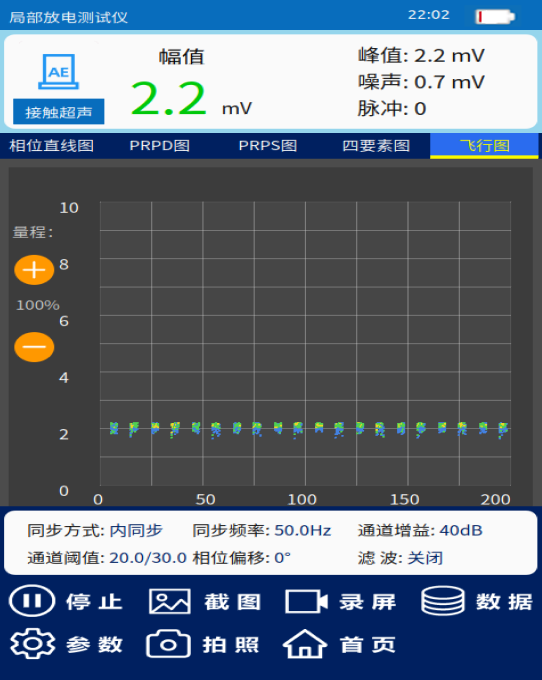 局部放电测试仪 22:02
AE
接触超声
幅值
2.2 mV
峰值: 2.2 mV
噪声: 0.7 mV
脉冲: 0
相位直线图 PRPD图 PRPS图 四要素图 飞行图
量程:
100%
10
8
6
4
2
0
0 50 100 150 200
同步方式: 内同步 同步频率: 50.0Hz 通道增益: 40dB
通道阈值: 20.0/30.0 相位偏移: 0° 滤 波: 关闭
停止 截图 录屏 数据
参数 拍照 首页